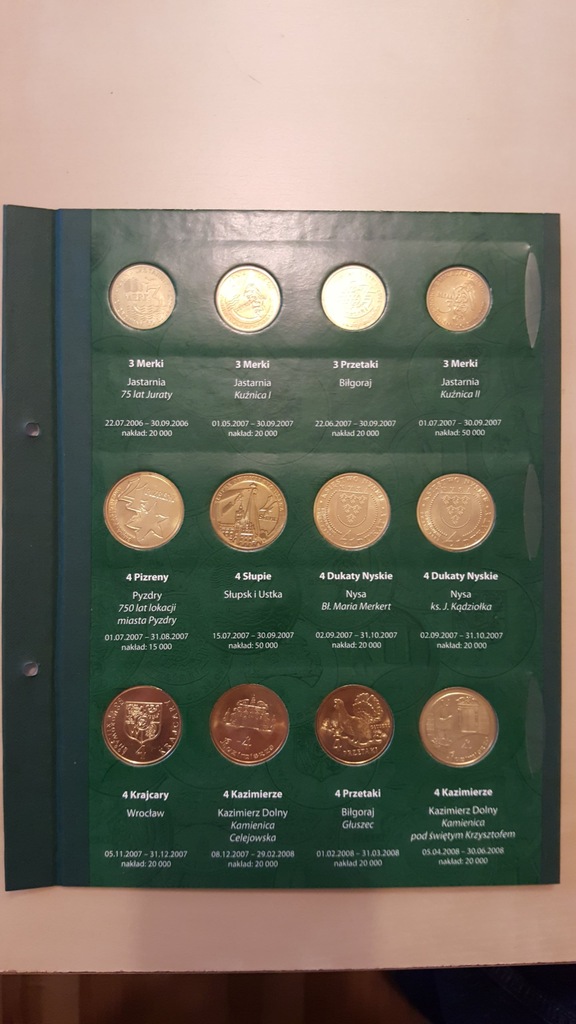 3 Merki
Jastarnia
75 lat Juraty
22.07.2006 – 30.09.2006
nakład: 20 000
3 Merki
Jastarnia
Kuźnica I
01.05.2007 – 30.09.2007
nakład: 20 000
3 Przetaki
Biłgoraj
22.06.2007 – 30.09.2007
nakład 20 000
3 Merki
Jastarnia
Kuźnica II
01.07.2007 – 30.09.2007
nakład: 50 000
4 Pizreny
Pyzdry
750 lat lokacji
miasta Pyzdry
01.07.2007 – 31.08.2007
nakład: 15 000
4 Słupie
Słupsk i Ustka
15.07.2007 – 30.09.2007
nakład: 50 000
4 Dukaty Nyskie
Nysa
Bł. Maria Merkert
02.09.2007 – 31.10.2007
nakład: 20 000
4 Dukaty Nyskie
Nysa
ks. J. Kądziołka
02.09.2007 – 31.10.2007
nakład: 20 000
4 Krajcary
Wrocław
05.11.2007 – 31.12.2007
nakład: 20 000
4 Kazimierze
Kazimierz Dolny
Kamienica
Celejowska
08.12.2007 – 29.02.2008
nakład: 20 000
4 Przetaki
Biłgoraj
Głuszec
01.02.2008 – 31.03.2008
nakład 20 000
4 Kazimierze
Kazimierz Dolny
Kamienica
pod świętym Krzysztofem
05.04.2008 – 30.06.2008
nakład: 20 000